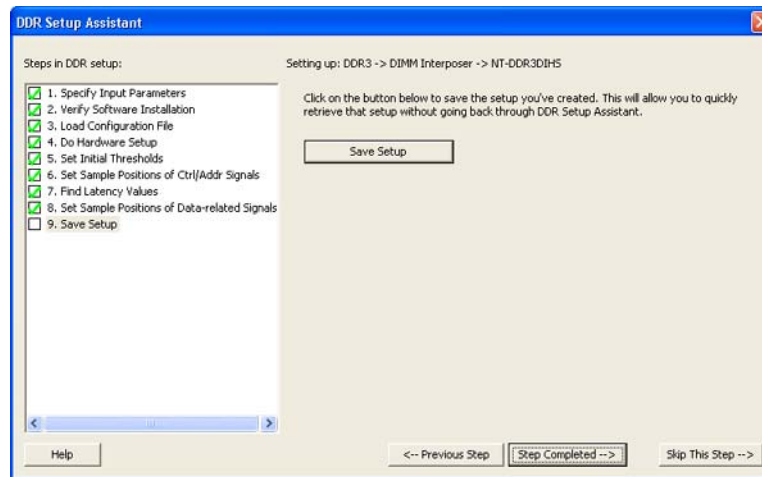 DDR Setup Assistant
Steps in DDR setup:
1. Specify Input Parameters
2. Verify Software Installation
3. Load Configuration File
4. Do Hardware Setup
5. Set Initial Thresholds
6. Set Sample Positions of Ctrl/Addr Signals
7. Find Latency Values
8. Set Sample Positions of Data-related Signals
9. Save Setup
Setting up: DDR3 -> DIMM Interposer -> NT-DDR3DIHS
Click on the button below to save the setup you've created. This will allow you to quickly
retrieve that setup without going back through DDR Setup Assistant.
Save Setup
Help
<-- Previous Step
Step Completed -->
Skip This Step -->